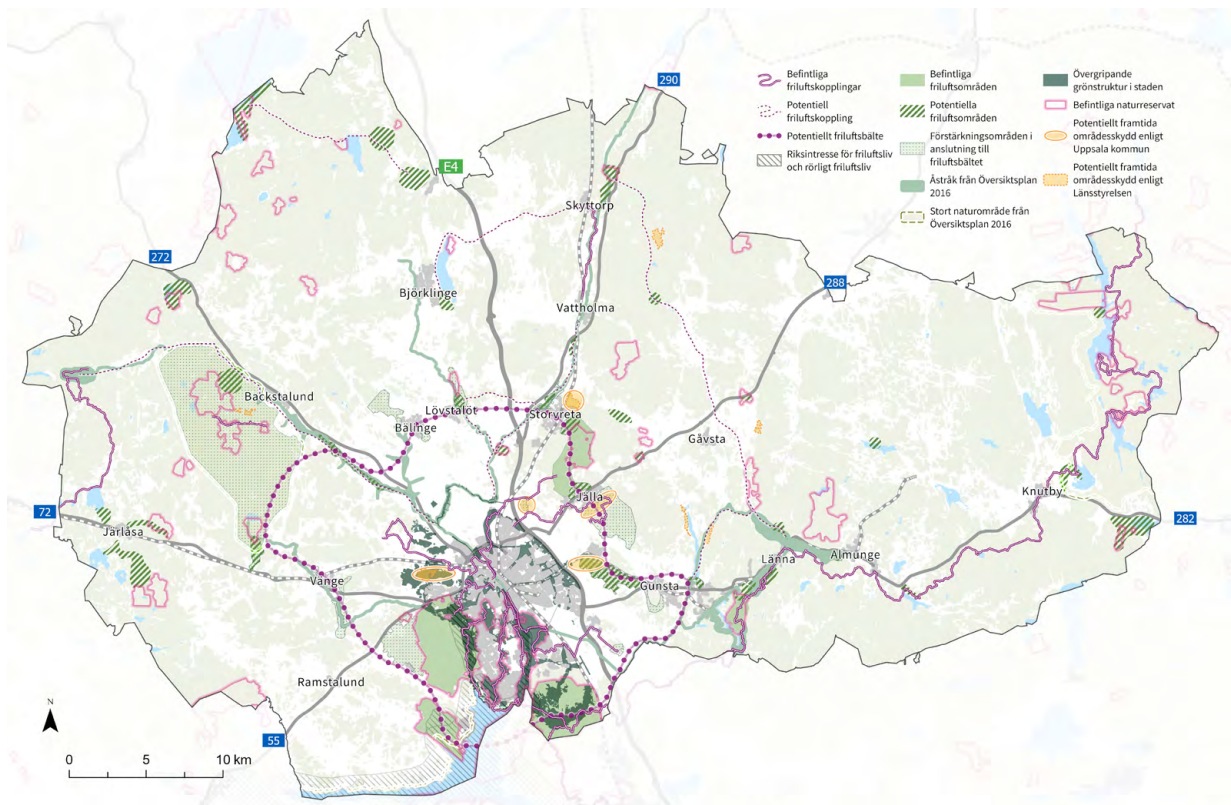 290
E4
272
288
72
282
55
Skyttorp
Björklinge
Vattholma
Backstalund
Lövstalöt
Storvreta
Bälinge
Gåvsta
Jälla
Knutby
Järlåsa
Vänge
Gunsta
Länna
Almunge
Ramstalund
Befintliga
friluftskopplingar
Potentiell
friluftskoppling
Potentiellt friluftsbälte
Riksintresse för friluftsliv
och rörligt friluftsliv
Befintliga
friluftsområden
Potentiella
friluftsområden
Förstärkningsområden i
anslutning till
friluftsbältet
Åstråk från Översiktsplan
2016
Stort naturområde från
Översiktsplan 2016
Övergripande
grönstruktur i staden
Befintliga naturreservat
Potentiellt framtida
områdesskydd enligt
Uppsala kommun
Potentiellt framtida
områdesskydd enligt
Länsstyrelsen
N
0 5 10 km